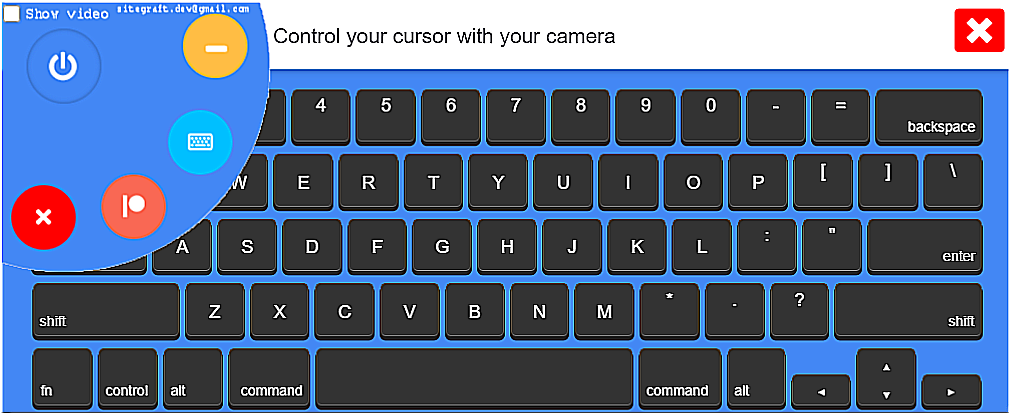 Show video sitegraft.dev@gmail.com
Control your cursor with your camera
4 5 6 7 8 9 0 - = backspace
W E R T Y U I O P [ ] \
A S D F G H J K L : " enter
shift Z X C V B N M * . ? shift
fn control alt command command alt ◄ ▲ ▼ ►